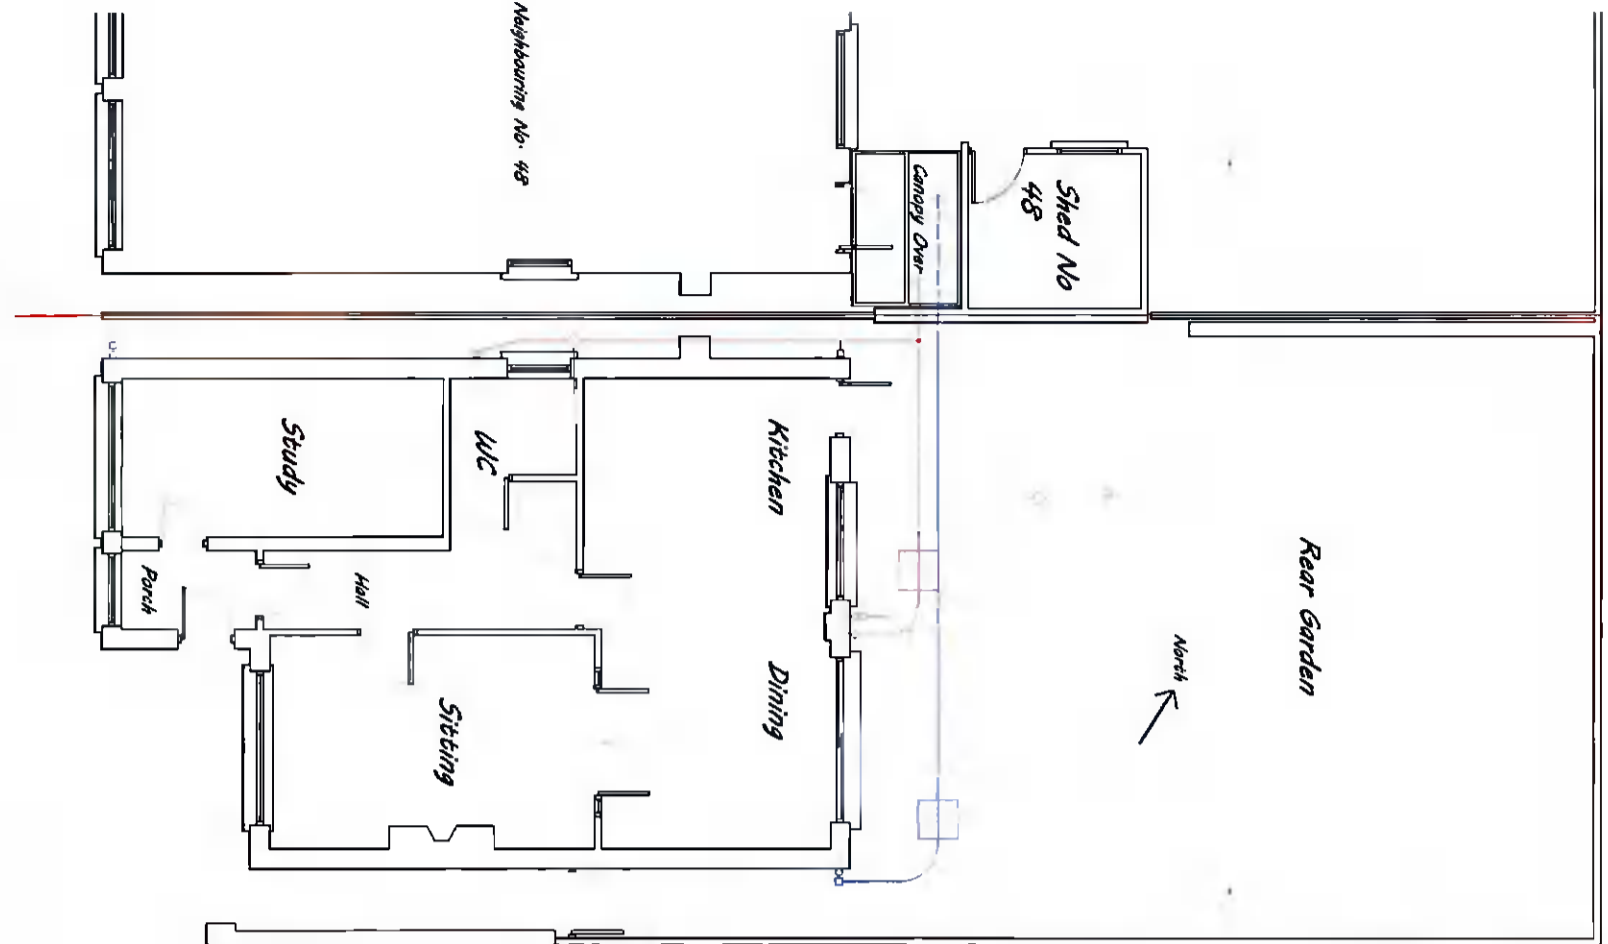 Neighbouring No. 48
Canopy Over
Shed No
48
Study
WC
Kitchen
Porch
Hall
Sitting
Dining
Rear Garden
North